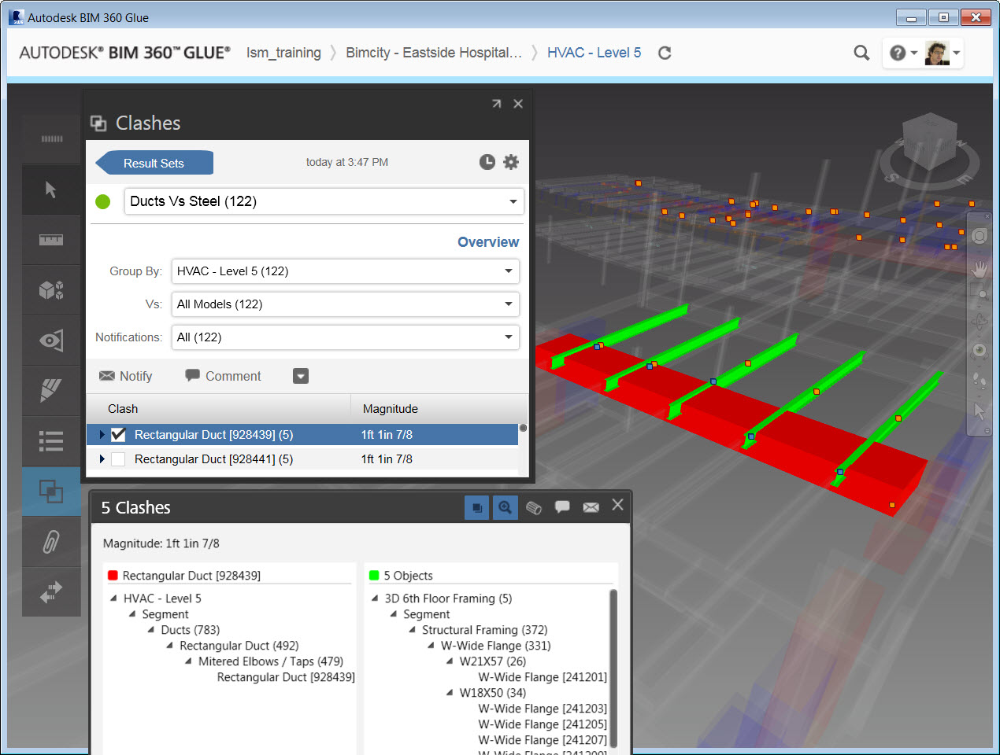 Autodesk BIM 360 Glue
AUTODESK® BIM 360™ GLUE® Ism_training Bimcity - Eastside Hospital... HVAC - Level 5
Clashes
Result Sets today at 3:47 PM
Ducts Vs Steel (122)
Overview
Group By: HVAC - Level 5 (122)
Vs: All Models (122)
Notifications: All (122)
Notify Comment
Clash Magnitude
Rectangular Duct [928439] (5) 1ft 1in 7/8
Rectangular Duct [928441] (5) 1ft 1in 7/8
5 Clashes
Magnitude: 1ft 1in 7/8
Rectangular Duct [928439]
HVAC - Level 5
Segment
Ducts (783)
Rectangular Duct (492)
Mitered Elbows / Taps (479)
Rectangular Duct [928439]
5 Objects
3D 6th Floor Framing (5)
Segment
Structural Framing (372)
W-Wide Flange (331)
W21X57 (26)
W-Wide Flange [241201]
W18X50 (34)
W-Wide Flange [241203]
W-Wide Flange [241205]
W-Wide Flange [241207]
S
E